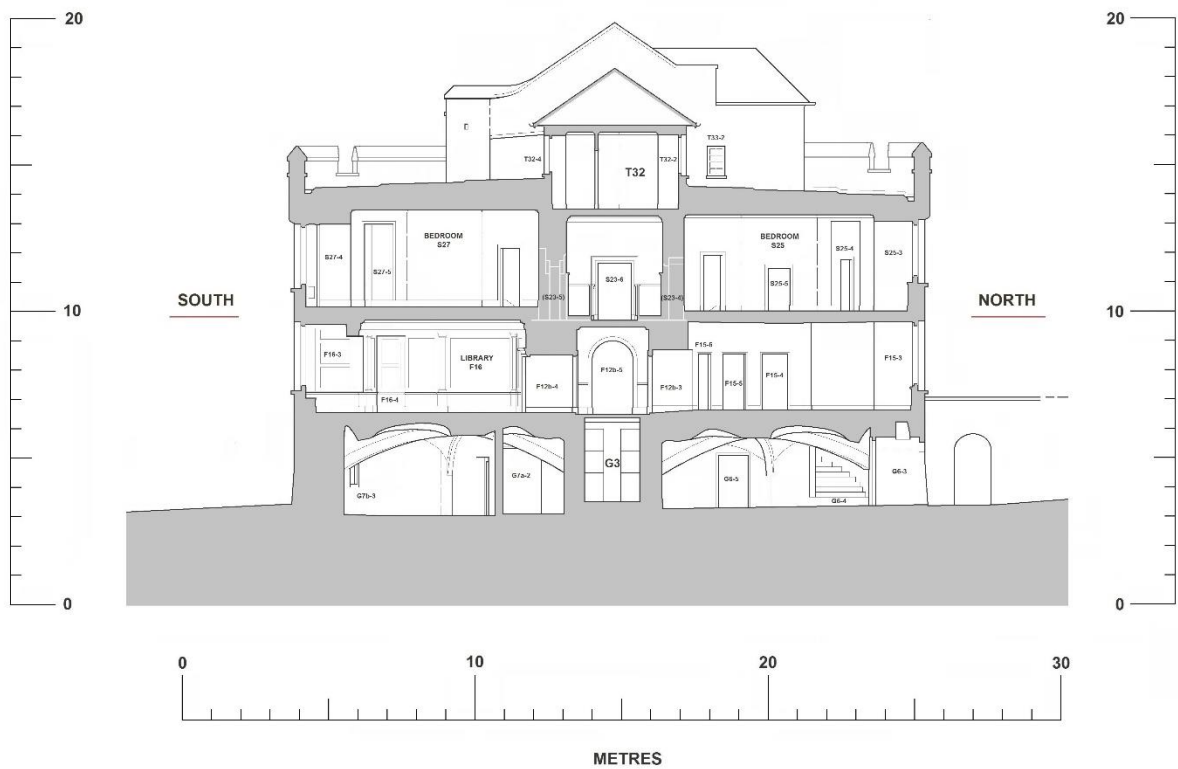 20
20
T33-2
T32-4
T32-2
T32
BEDROOM
S27
BEDROOM
S25
S25-4
S27-4
S25-3
S27-5
S23-6
S25-5
(S23-5)
(S23-4)
SOUTH
NORTH
10
10
F15-6
F16-3
LIBRARY
F16
F15-3
F12b-5
F12b-4
F12b-3
F15-5
F15-4
F16-4
G3
G7a-2
G6-3
G6-5
G7b-3
G6-4
0
0
0
10
20
30
METRES